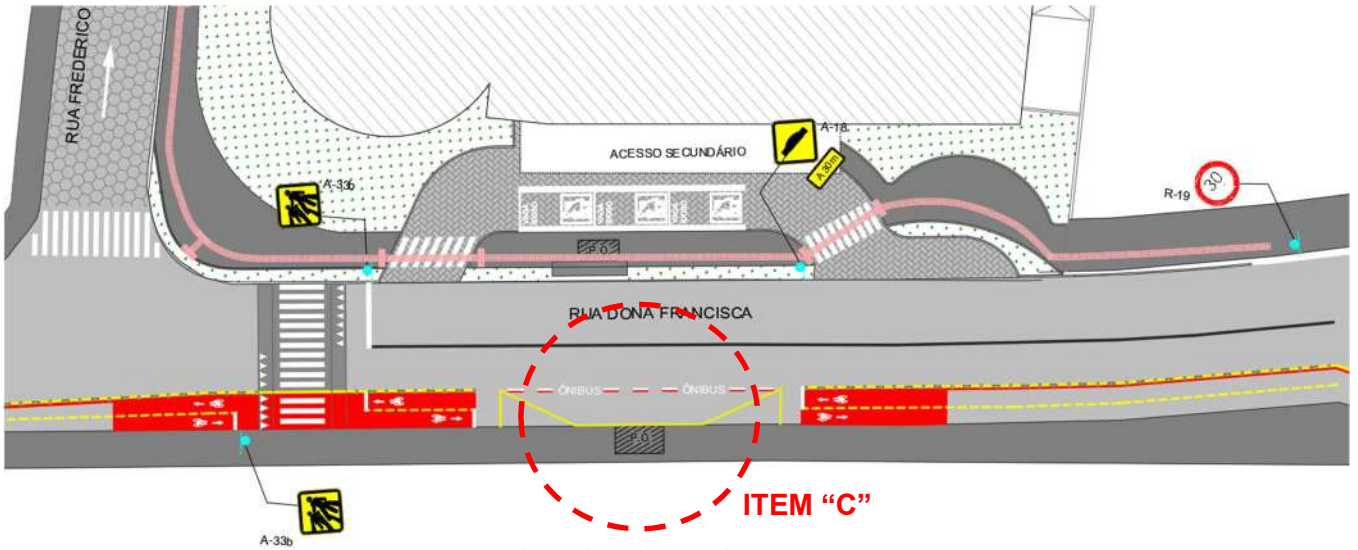 RUA FREDERICO
ACESSO SECUNDÁRIO
A-18
A 30m
A-33b
R-19
30
P.O.
RUA DONA FRANCISCA
ÔNIBUS
ÔNIBUS
P.O.
ITEM “C”
A-33b